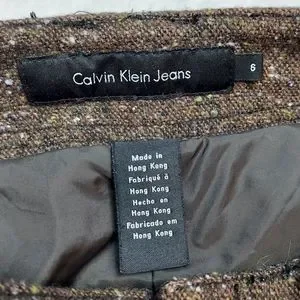 Calvin Klein Jeans
6
Made in
Hong Kong
Fabriqué à
Hong Kong
Hecho en
Hong Kong
Fabricado em
Hong Kong